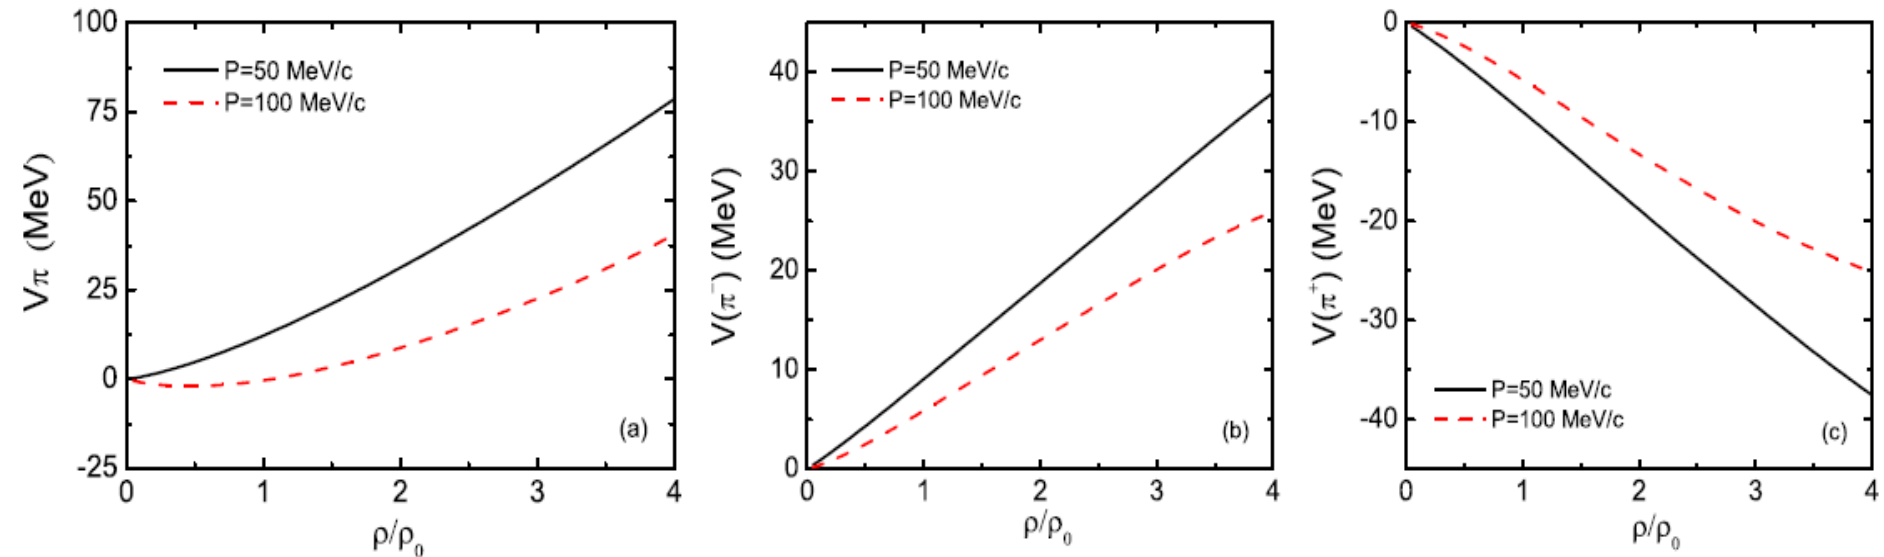 Vπ (MeV)
100
75
50
25
0
-25
P=50 MeV/c
P=100 MeV/c
(a)
0 1 2 3 4
ρ/ρ₀
V(π⁻) (MeV)
40
30
20
10
0
P=50 MeV/c
P=100 MeV/c
(b)
0 1 2 3 4
ρ/ρ₀
V(π⁺) (MeV)
0
-10
-20
-30
-40
P=50 MeV/c
P=100 MeV/c
(c)
0 1 2 3 4
ρ/ρ₀